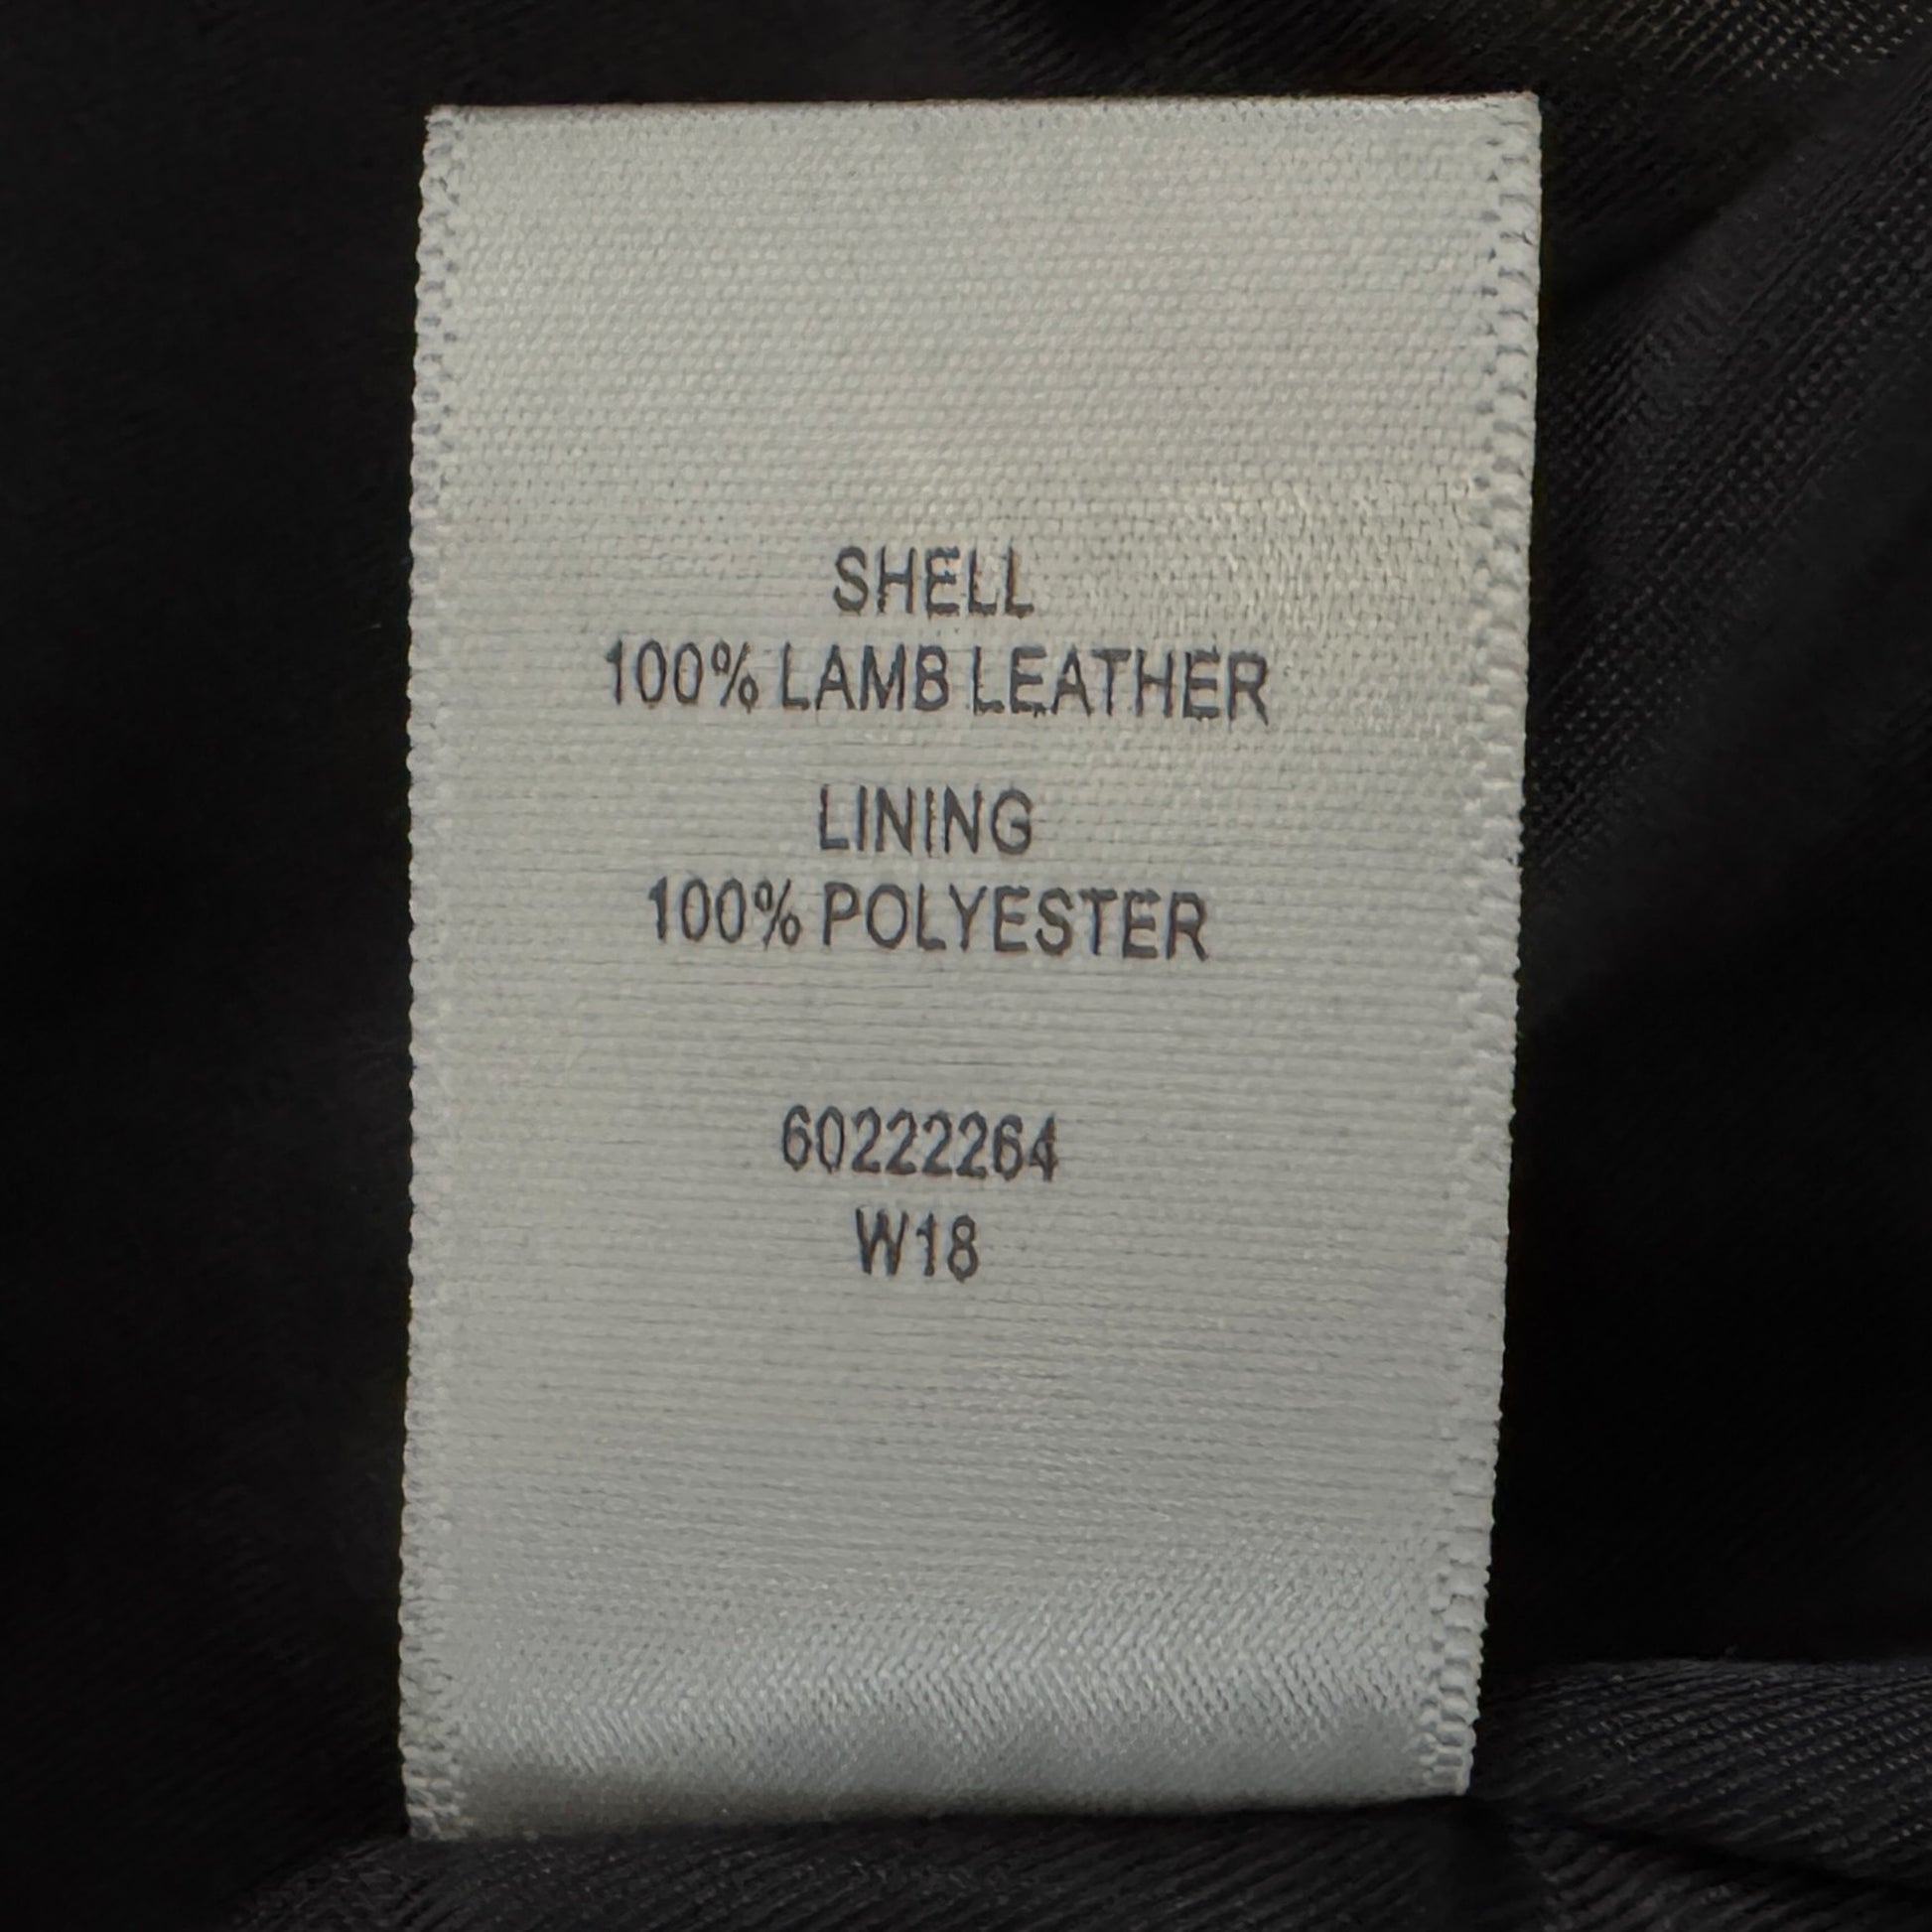 SHELL
100% LAMB LEATHER
LINING
100% POLYESTER
60222264
W18